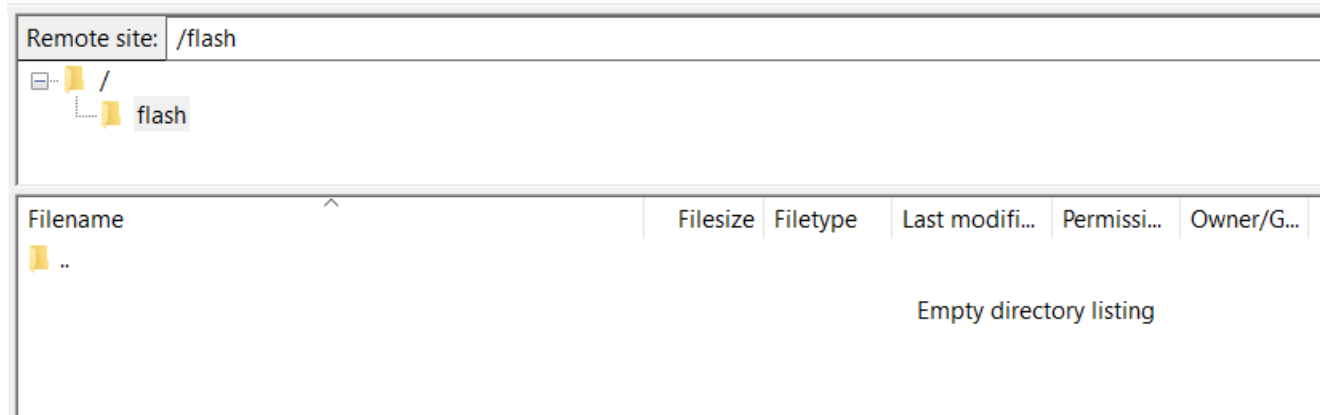 Remote site: /flash
/
flash
Filename Filesize Filetype Last modifi... Permissi... Owner/G...
..
Empty directory listing